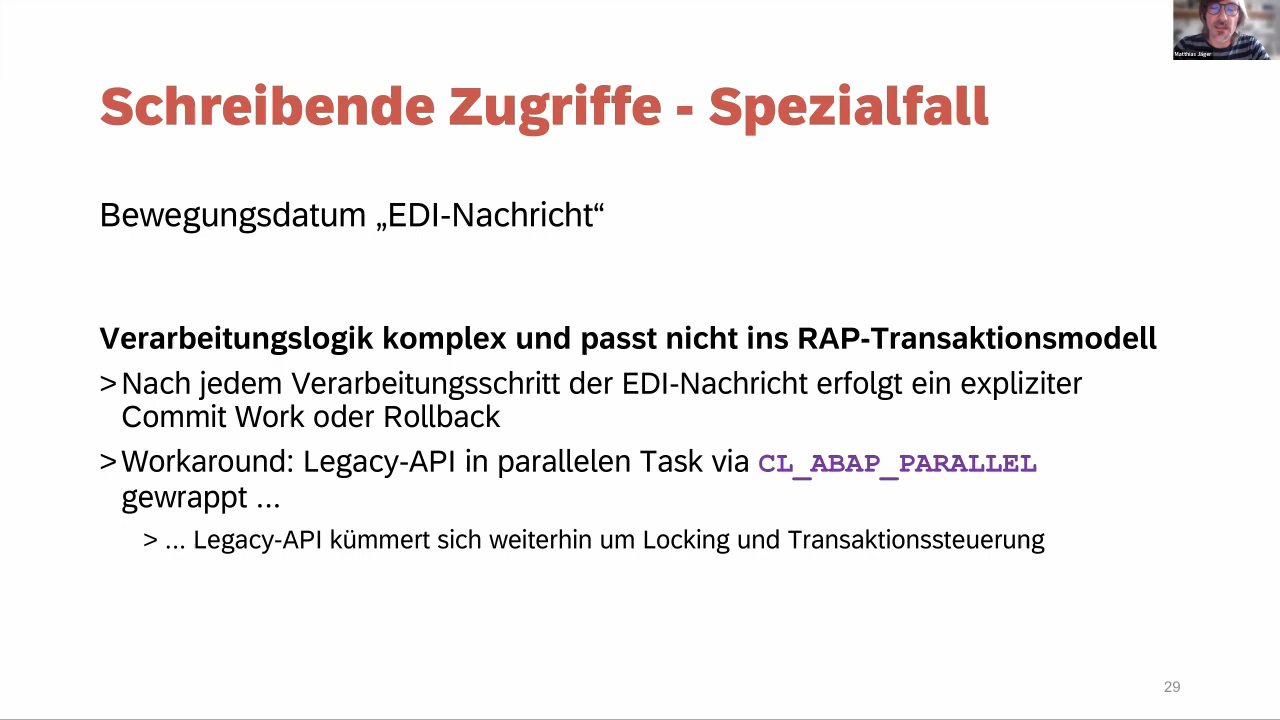 Matthias Jäger
Schreibende Zugriffe - Spezialfall
Bewegungsdatum „EDI-Nachricht“
Verarbeitungslogik komplex und passt nicht ins RAP-Transaktionsmodell
> Nach jedem Verarbeitungsschritt der EDI-Nachricht erfolgt ein expliziter
Commit Work oder Rollback
> Workaround: Legacy-API in parallelen Task via CL_ABAP_PARALLEL
gewrappt ...
> ... Legacy-API kümmert sich weiterhin um Locking und Transaktionssteuerung
29